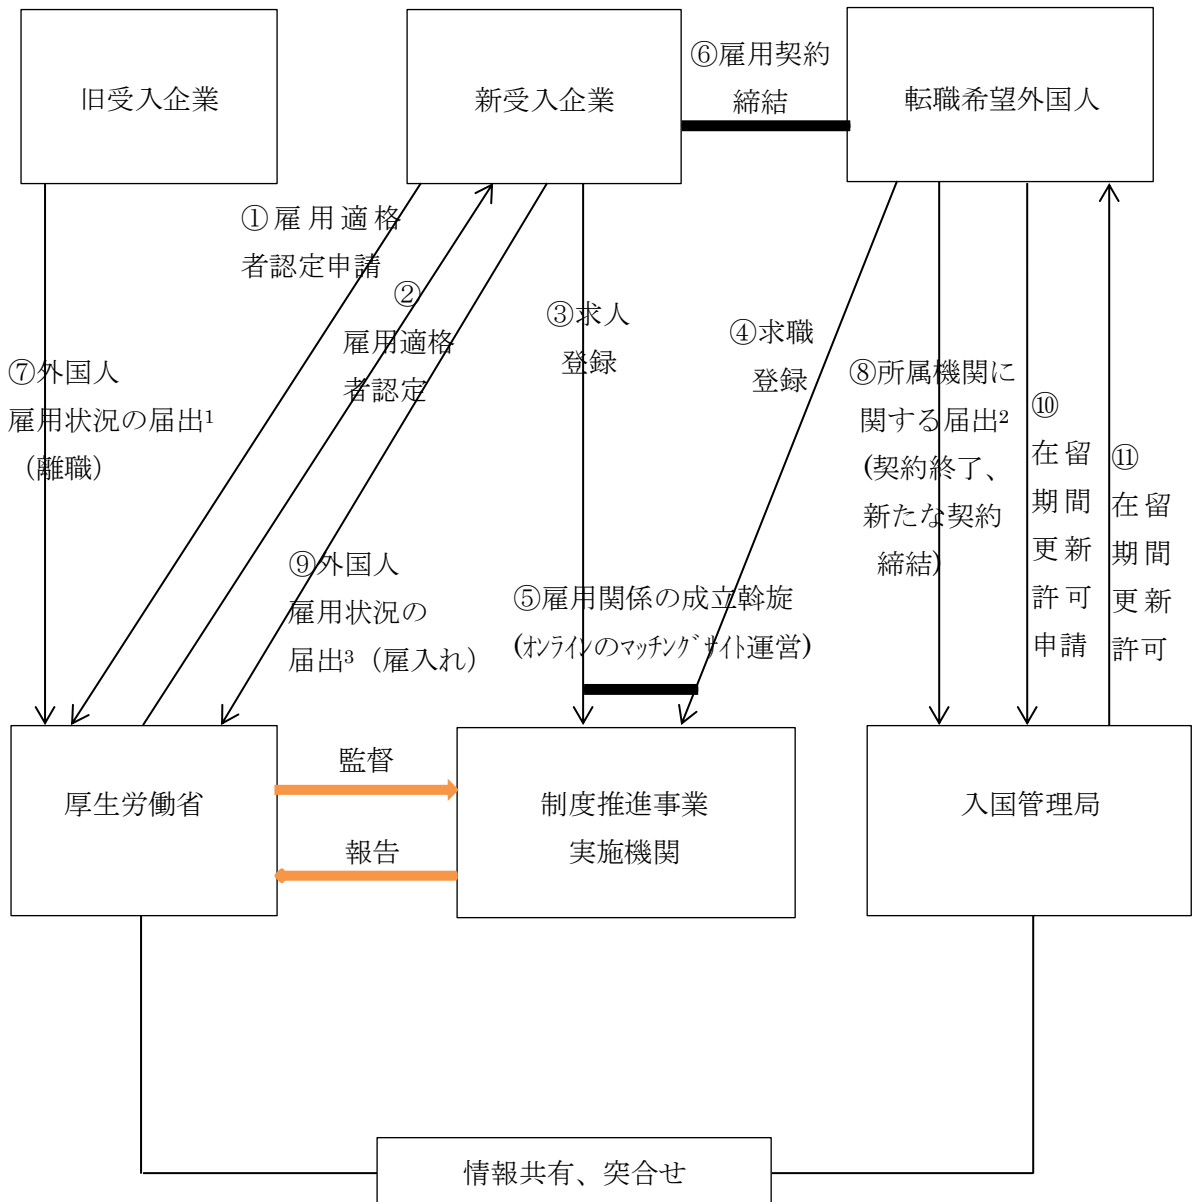 旧受入企業
新受入企業
⑥雇用契約
締結
転職希望外国人
①雇用適格
者認定申請
②
雇用適格
者認定
③求人
登録
④求職
登録
⑦外国人
雇用状況の届出¹
（離職）
⑧所属機関に
関する届出²
(契約終了、
新たな契約
締結)
⑩
在留
期間
更新
許可
申請
⑪
在留
期間
更新
許可
⑨外国人
雇用状況の
届出³（雇入れ）
⑤雇用関係の成立斡旋
(ｵﾝﾗｲﾝのﾏｯﾁﾝｸﾞｻｲﾄ運営)
厚生労働省
監督
報告
制度推進事業
実施機関
入国管理局
情報共有、突合せ